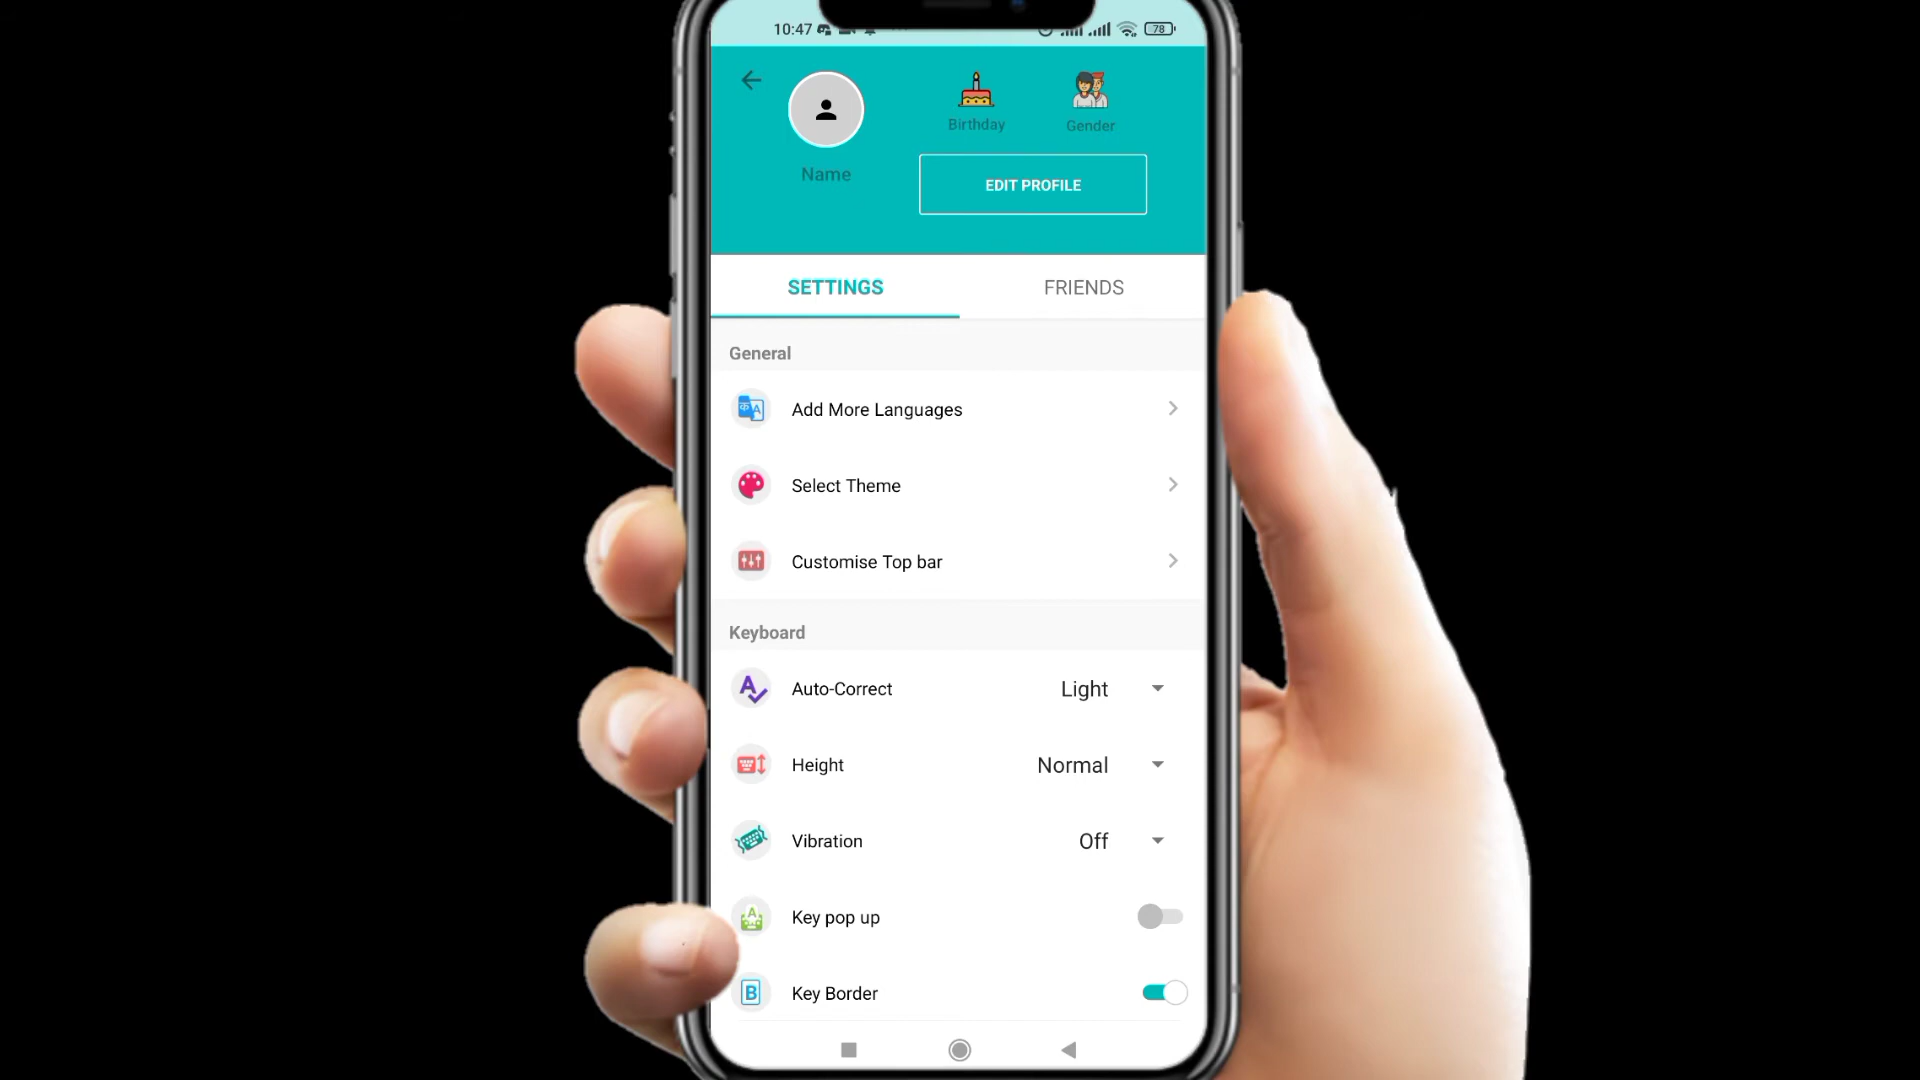 10:47
78
Birthday
Gender
Name
EDIT PROFILE
SETTINGS
FRIENDS
General
Add More Languages
Select Theme
Customise Top bar
Keyboard
Auto-Correct Light
Height Normal
Vibration Off
Key pop up
Key Border